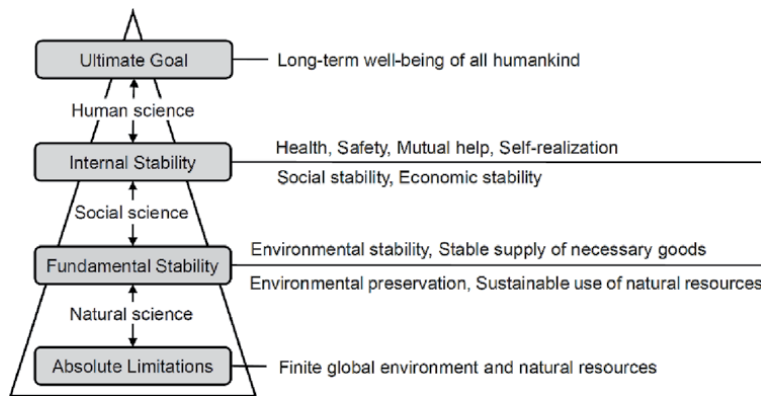 Ultimate Goal
Long-term well-being of all humankind
Human science
Health, Safety, Mutual help, Self-realization
Internal Stability
Social stability, Economic stability
Social science
Environmental stability, Stable supply of necessary goods
Fundamental Stability
Environmental preservation, Sustainable use of natural resources
Natural science
Absolute Limitations
Finite global environment and natural resources